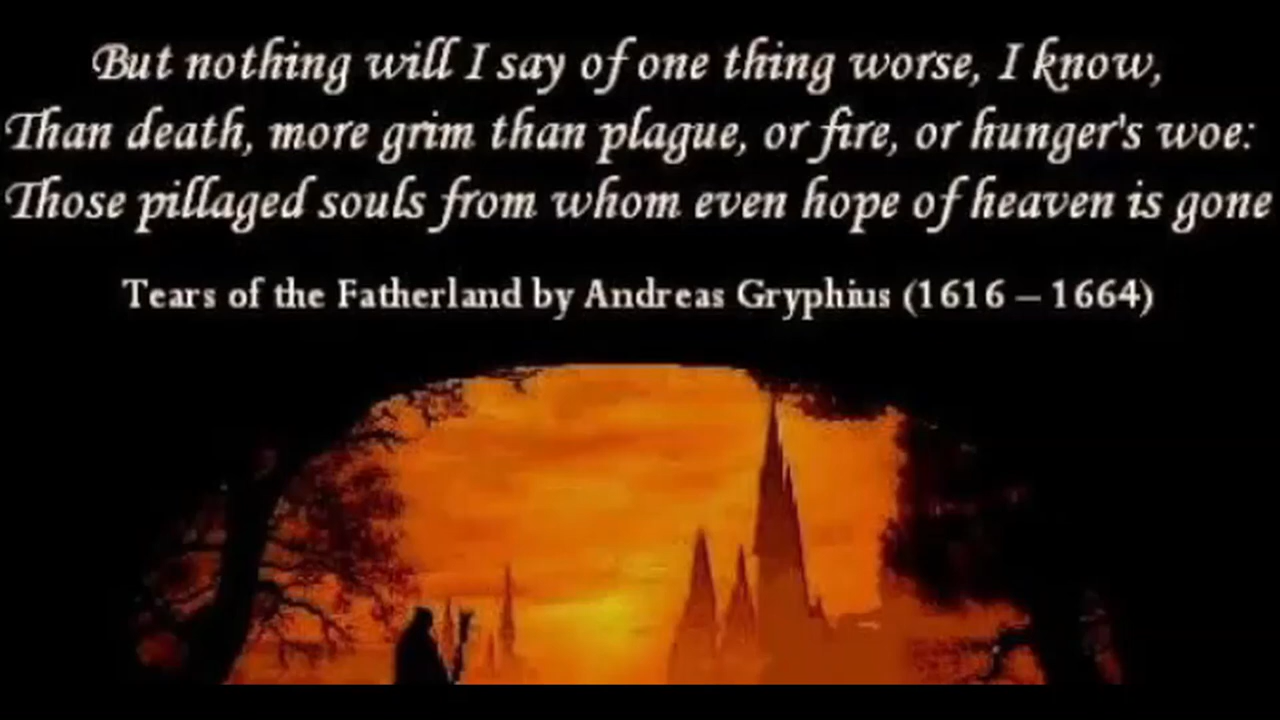 But nothing will I say of one thing worse, I know,
Than death, more grim than plague, or fire, or hunger's woe:
Those pillaged souls from whom even hope of heaven is gone
Tears of the Fatherland by Andreas Gryphius (1616 – 1664)